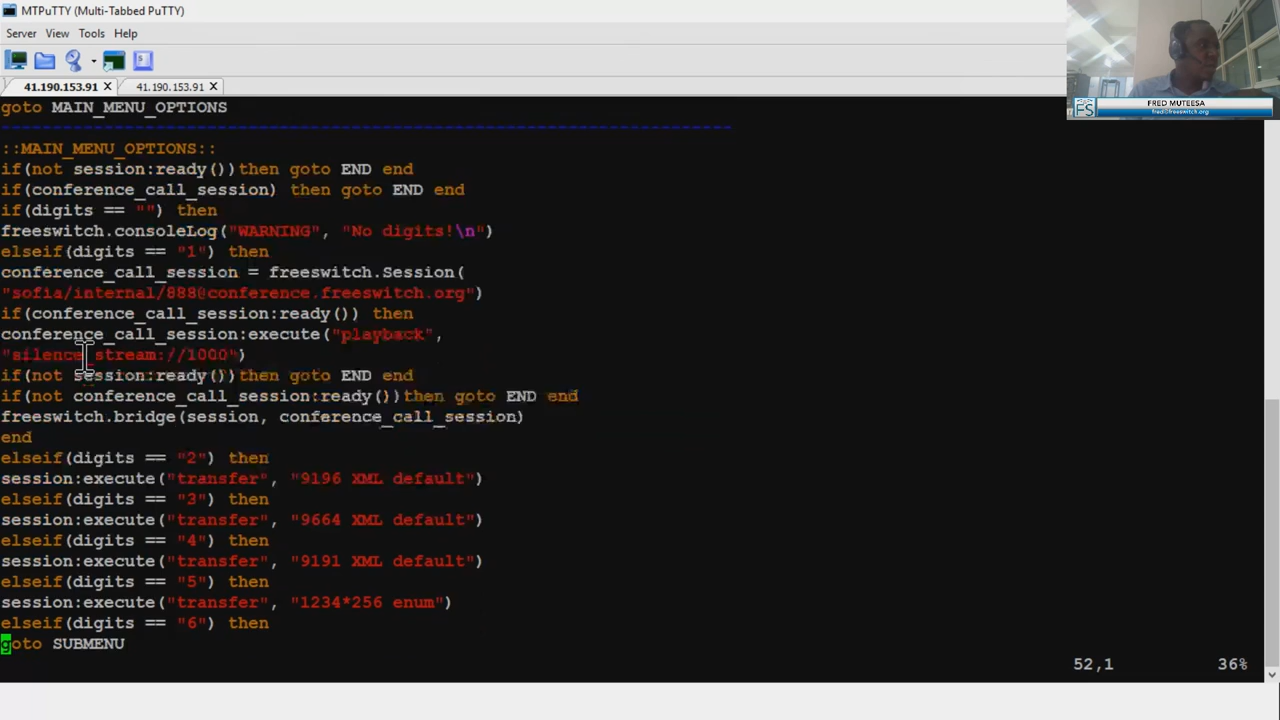 MTPuTTY (Multi-Tabbed PuTTY)
Server View Tools Help
41.190.153.91 41.190.153.91
FRED MUTEESA
fred@freeswitch.org
FS
goto MAIN_MENU_OPTIONS
------------------------------------------------------------------------
::MAIN_MENU_OPTIONS::
if(not session:ready())then goto END end
if(conference_call_session) then goto END end
if(digits == "") then
freeswitch.consoleLog("WARNING", "No digits!\n")
elseif(digits == "1") then
conference_call_session = freeswitch.Session(
"sofia/internal/888@conference.freeswitch.org")
if(conference_call_session:ready()) then
conference_call_session:execute("playback",
"silence_stream://1000")
if(not session:ready())then goto END end
if(not conference_call_session:ready())then goto END end
freeswitch.bridge(session, conference_call_session)
end
elseif(digits == "2") then
session:execute("transfer", "9196 XML default")
elseif(digits == "3") then
session:execute("transfer", "9664 XML default")
elseif(digits == "4") then
session:execute("transfer", "9191 XML default")
elseif(digits == "5") then
session:execute("transfer", "1234*256 enum")
elseif(digits == "6") then
goto SUBMENU
52,1 36%